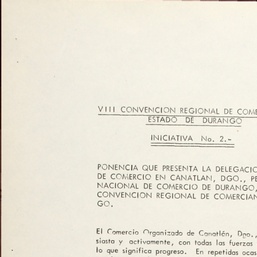 VIII CONVENCION REGIONAL DE COME
ESTADO DE DURANGO
INICIATIVA No. 2.-
PONENCIA QUE PRESENTA LA DELEGACIO
DE COMERCIO EN CANATLAN, DGO., PE
NACIONAL DE COMERCIO DE DURANGO,
CONVENCION REGIONAL DE COMERCIAN
GO.
El Comercio Organizado de Canatlán, Dgo.,
siasta y activamente, con todas las fuerzas
lo que significa progreso. En repetidas ocas